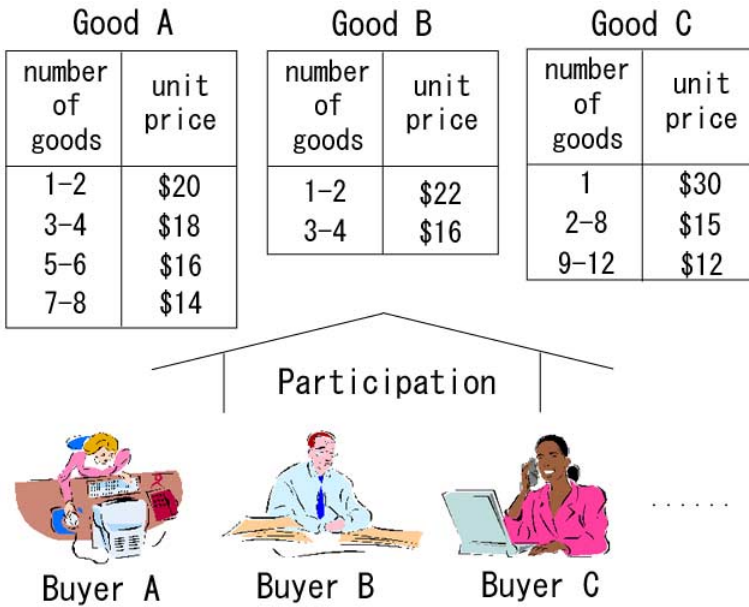 Good A
number of goods unit price
1-2 $20
3-4 $18
5-6 $16
7-8 $14
Good B
number of goods unit price
1-2 $22
3-4 $16
Good C
number of goods unit price
1 $30
2-8 $15
9-12 $12
Participation
Buyer A
Buyer B
Buyer C
......